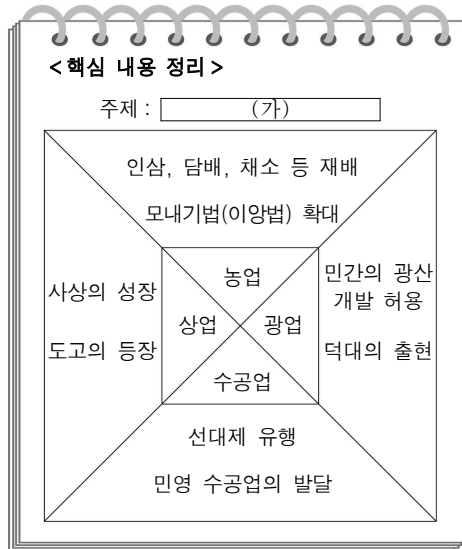 <핵심 내용 정리>
주제 : (가)
인삼, 담배, 채소 등 재배
모내기법(이앙법) 확대
사상의 성장
도고의 등장
농업
상업
광업
수공업
민간의 광산
개발 허용
덕대의 출현
선대제 유행
민영 수공업의 발달